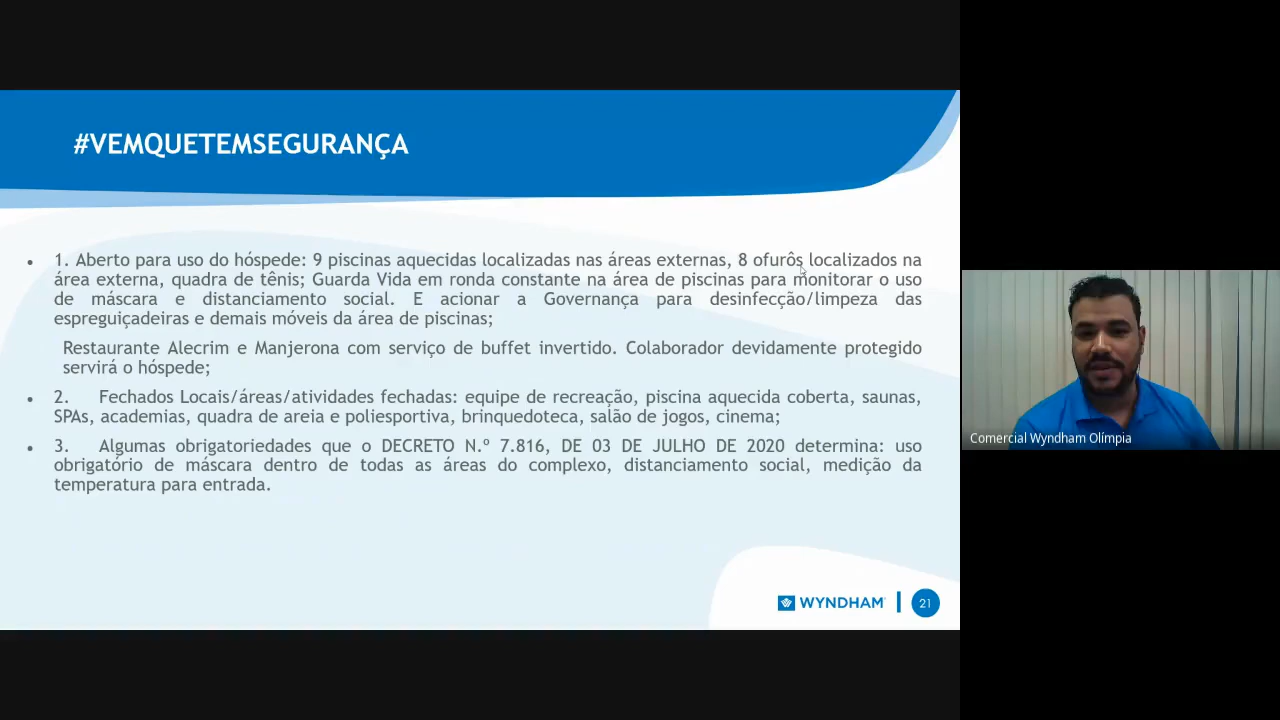 #VEMQUETEMSEGURANÇA
• 1. Aberto para uso do hóspede: 9 piscinas aquecidas localizadas nas áreas externas, 8 ofurôs localizados na
área externa, quadra de tênis; Guarda Vida em ronda constante na área de piscinas para monitorar o uso
de máscara e distanciamento social. E acionar a Governança para desinfecção/limpeza das
espreguiçadeiras e demais móveis da área de piscinas;
Restaurante Alecrim e Manjerona com serviço de buffet invertido. Colaborador devidamente protegido
servirá o hóspede;
• 2. Fechados Locais/áreas/atividades fechadas: equipe de recreação, piscina aquecida coberta, saunas,
SPAs, academias, quadra de areia e poliesportiva, brinquedoteca, salão de jogos, cinema;
• 3. Algumas obrigatoriedades que o DECRETO N.º 7.816, DE 03 DE JULHO DE 2020 determina: uso
obrigatório de máscara dentro de todas as áreas do complexo, distanciamento social, medição da
temperatura para entrada.
WYNDHAM | 21
Comercial Wyndham Olímpia